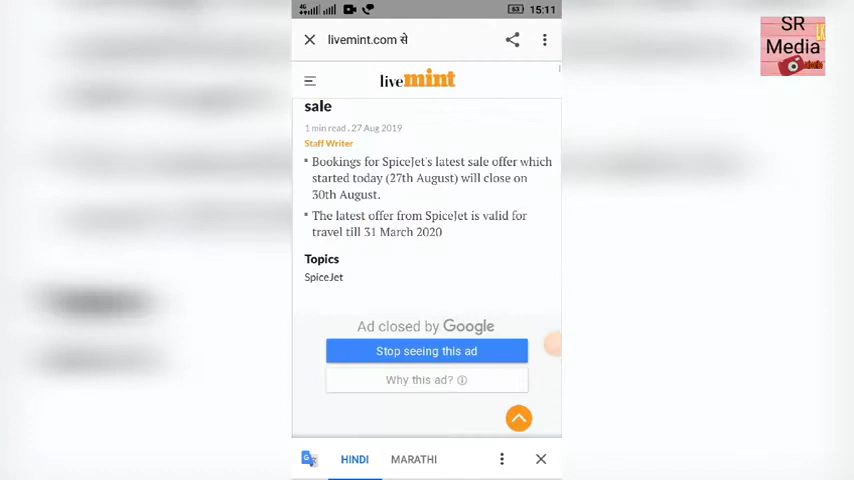 4G 53 15:11
livemint.com से
livemint
sale
1 min read . 27 Aug 2019
Staff Writer
Bookings for SpiceJet's latest sale offer which
started today (27th August) will close on
30th August.
The latest offer from SpiceJet is valid for
travel till 31 March 2020
Topics
SpiceJet
Ad closed by Google
Stop seeing this ad
Why this ad?
HINDI MARATHI
SR
Media